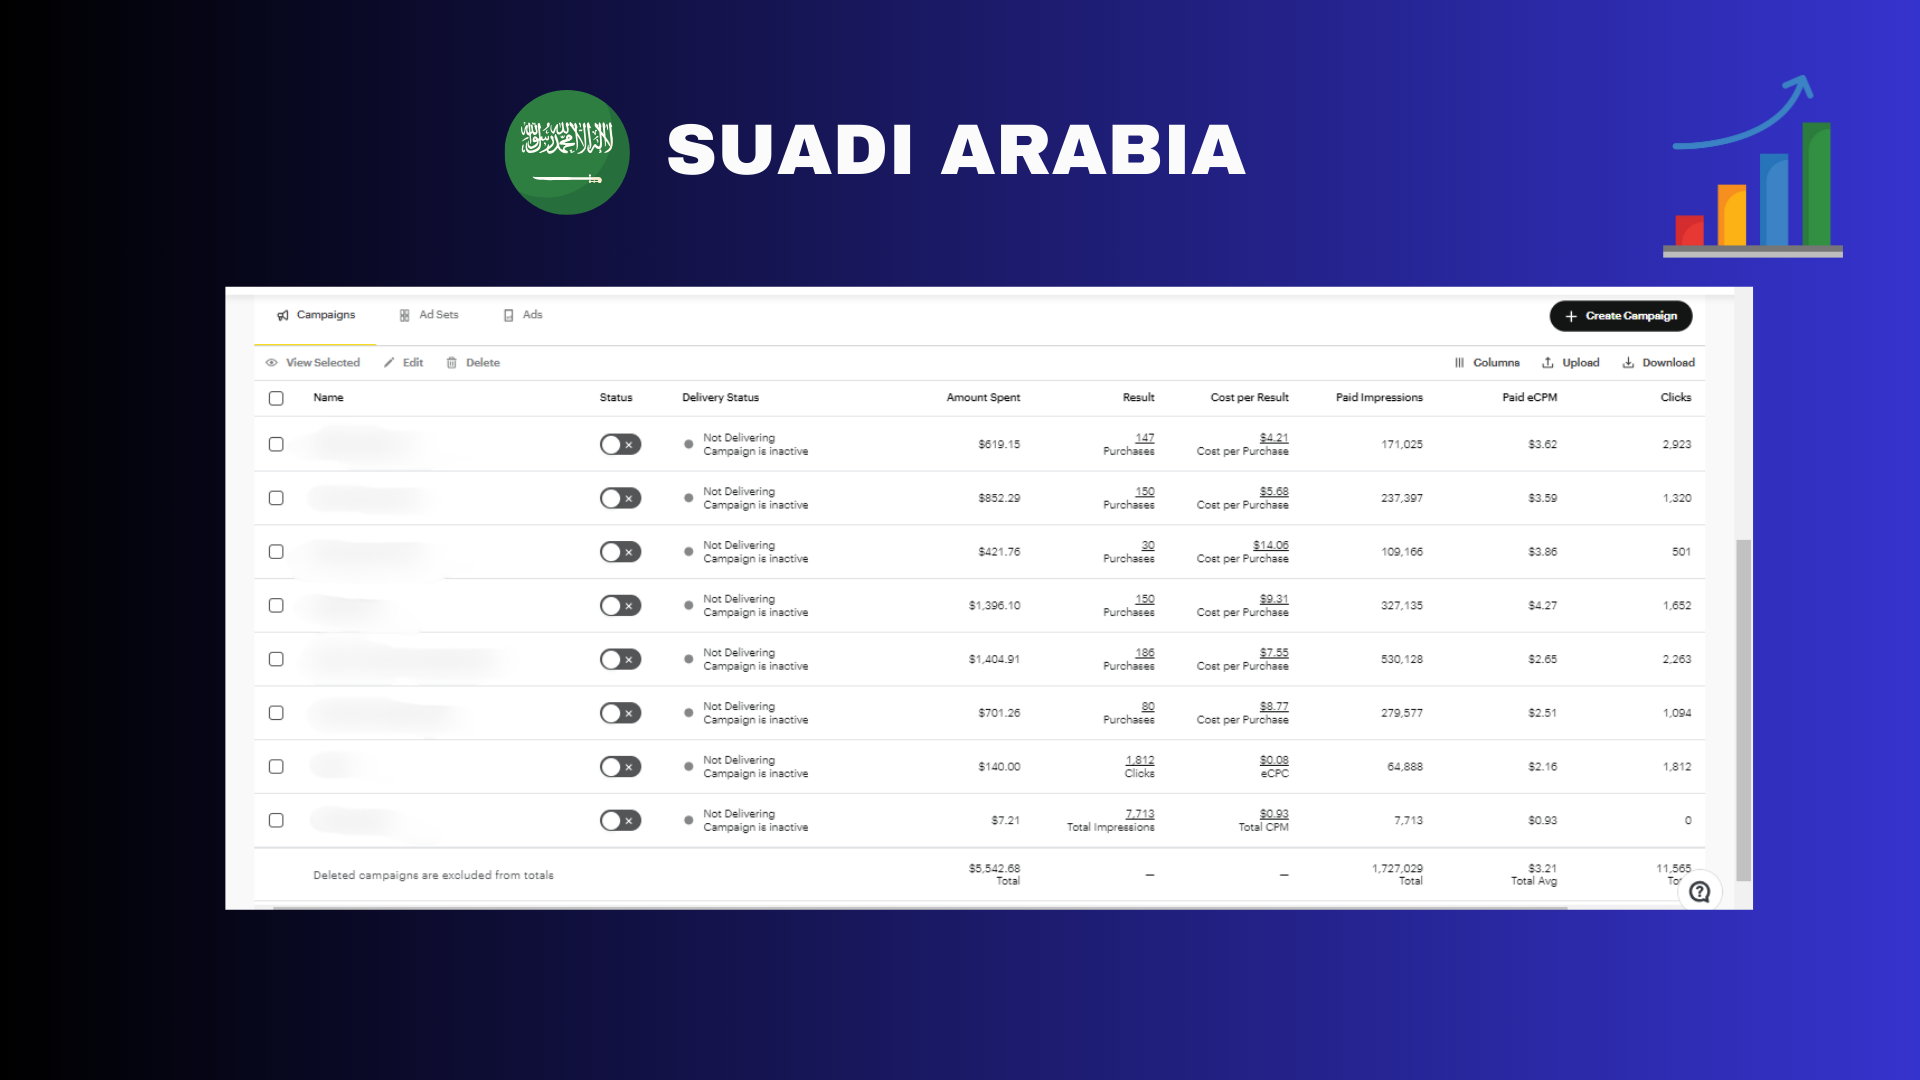 لا إله إلا الله محمد رسول الله
SUADI ARABIA
Campaigns Ad Sets Ads
+ Create Campaign
View Selected Edit Delete
Columns Upload Download
Name Status Delivery Status Amount Spent Result Cost per Result Paid Impressions Paid eCPM Clicks
Not Delivering 147 $4.21
$619.15 171,025 $3.62 2,923
Campaign is inactive Purchases Cost per Purchase
Not Delivering 150 $5.68
$852.29 237,397 $3.59 1,320
Campaign is inactive Purchases Cost per Purchase
Not Delivering 30 $14.06
$421.76 109,166 $3.86 501
Campaign is inactive Purchases Cost per Purchase
Not Delivering 150 $9.31
$1,396.10 327,135 $4.27 1,652
Campaign is inactive Purchases Cost per Purchase
Not Delivering 186 $7.55
$1,404.91 530,128 $2.65 2,263
Campaign is inactive Purchases Cost per Purchase
Not Delivering 80 $8.77
$701.26 279,577 $2.51 1,094
Campaign is inactive Purchases Cost per Purchase
Not Delivering 1,812 $0.08
$140.00 64,888 $2.16 1,812
Campaign is inactive Clicks eCPC
Not Delivering 7,713 $0.93
$7.21 7,713 $0.93 0
Campaign is inactive Total Impressions Total CPM
$5,542.68 1,727,029 $3.21 11,565
Deleted campaigns are excluded from totals — —
Total Total Total Avg